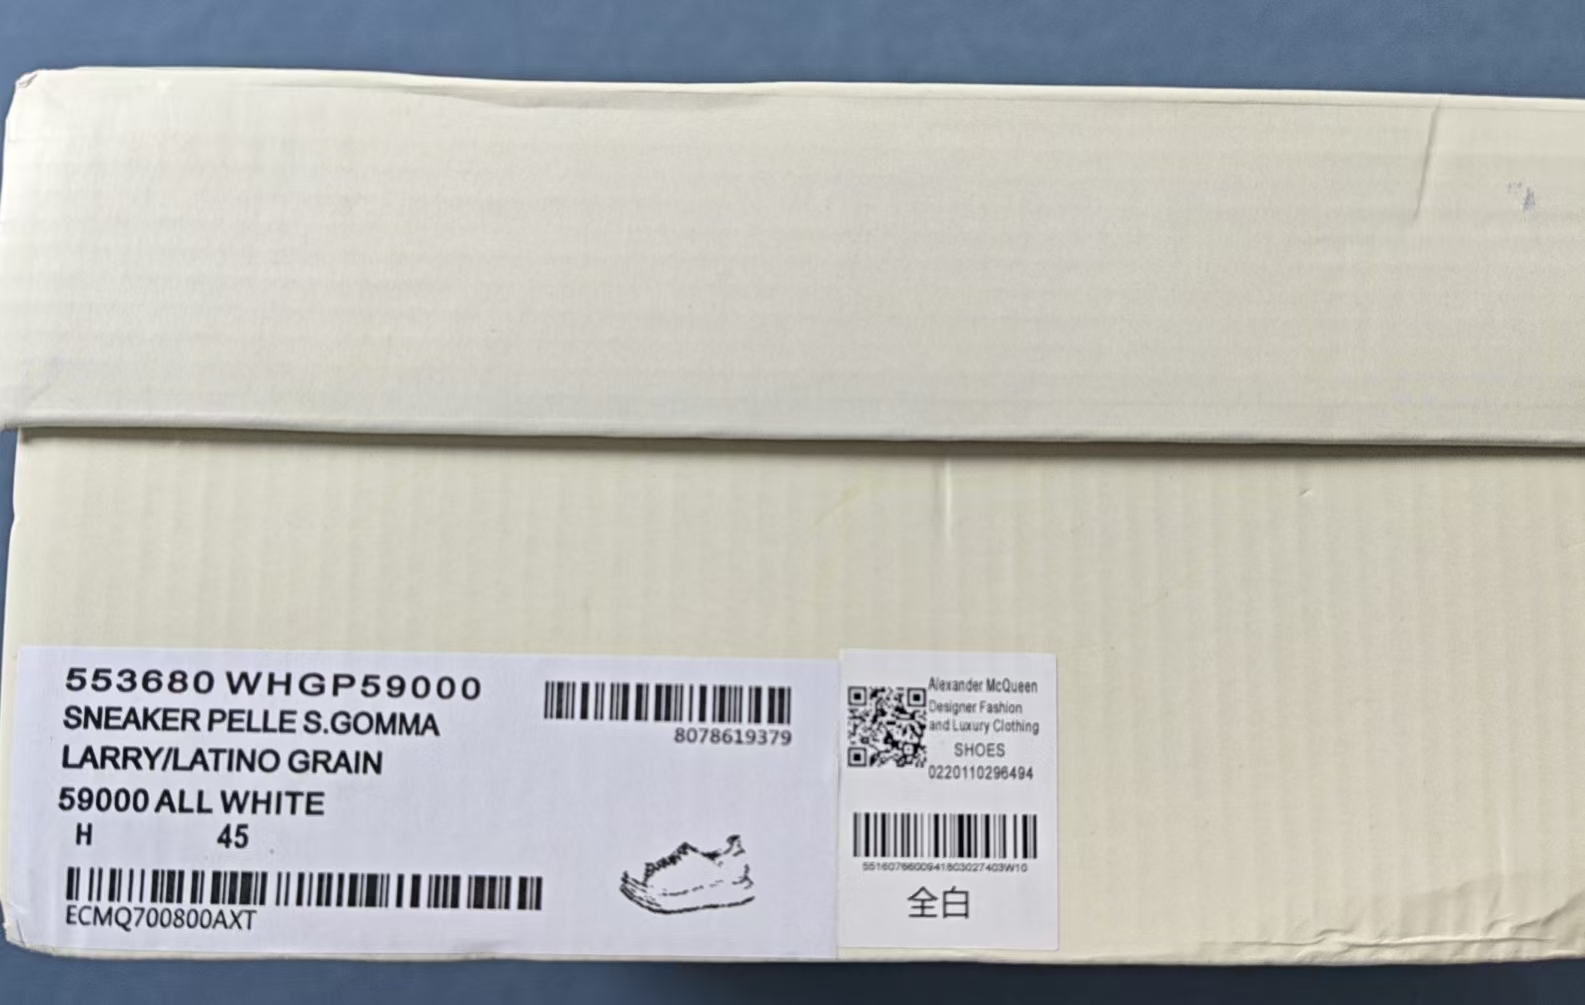 553680 WHGP59000
SNEAKER PELLE S.GOMMA
LARRY/LATINO GRAIN
59000 ALL WHITE
H 45
ECMQ700800AXT
8078619379
Alexander McQueen
Designer Fashion
and Luxury Clothing
SHOES
0220110296494
5516076600941803027403W10
全白